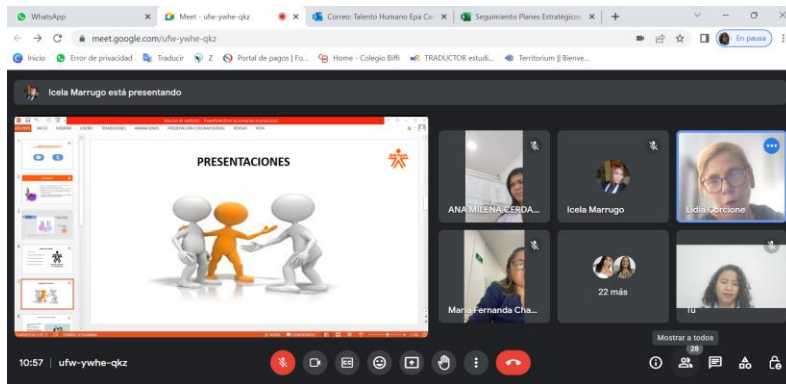 WhatsApp
Meet - ufw-ywhe-qkz
Correo: Talento Humano Epa Ca
Seguimiento Planes Estratégicos
meet.google.com/ufw-ywhe-qkz
En pausa
Inicio
Error de privacidad
Traducir
Z
Portal de pagos | Fo...
Home - Colegio Biffi
TRADUCTOR estudi...
Territorium || Bienve...
Icela Marrugo está presentando
PRESENTACIONES
ANA MILENA CERDA...
Icela Marrugo
Lidia Corcione
Maria Fernanda Cha...
22 más
Tú
Mostrar a todos
28
10:57 | ufw-ywhe-qkz